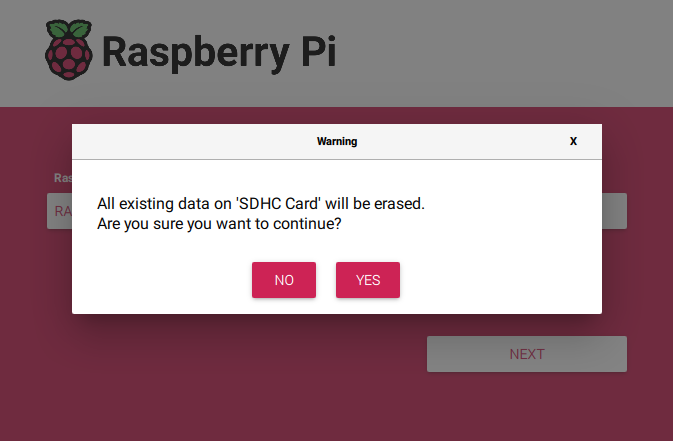 Raspberry Pi
Warning
X
Ras
RA
All existing data on 'SDHC Card' will be erased.
Are you sure you want to continue?
NO
YES
NEXT